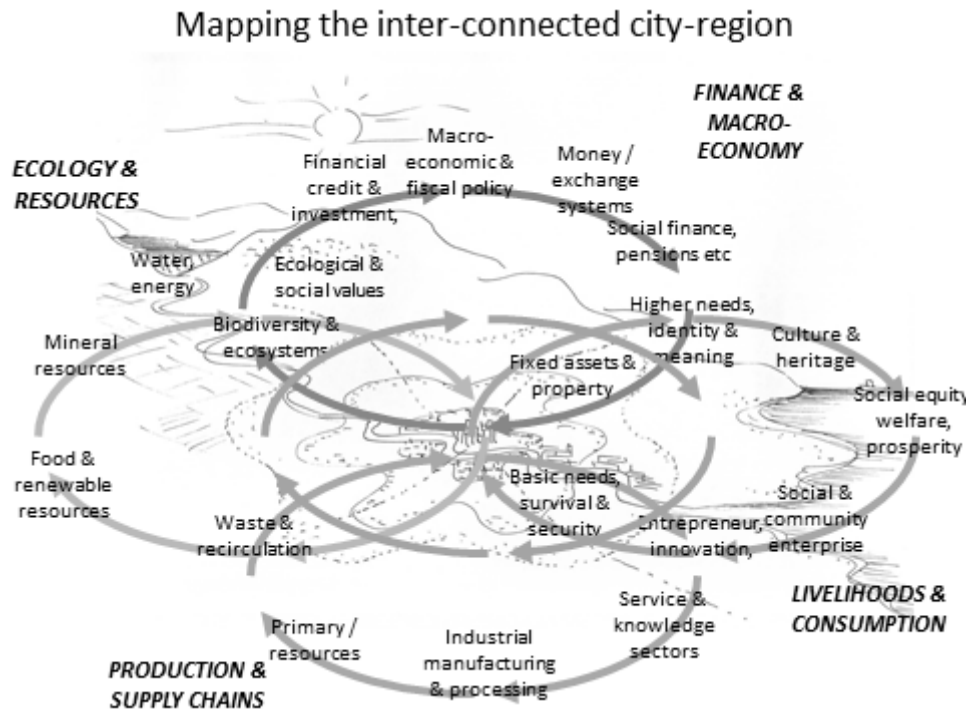 Mapping the inter-connected city-region
FINANCE &
MACRO-
ECONOMY
ECOLOGY &
RESOURCES
Financial
credit &
investment,
Macro-
economic &
fiscal policy
Money /
exchange
systems
Social finance,
pensions etc
Water,
energy
Ecological &
social values
Mineral
resources
Biodiversity &
ecosystems
Fixed assets &
property
Higher needs,
identity &
meaning
Culture &
heritage
Social equity
welfare,
prosperity
Food &
renewable
resources
Waste &
recirculation
Basic needs,
survival &
security
Entrepreneur,
innovation,
Social &
community
enterprise
LIVELIHOODS &
CONSUMPTION
Primary /
resources
Industrial
manufacturing
& processing
Service &
knowledge
sectors
PRODUCTION &
SUPPLY CHAINS